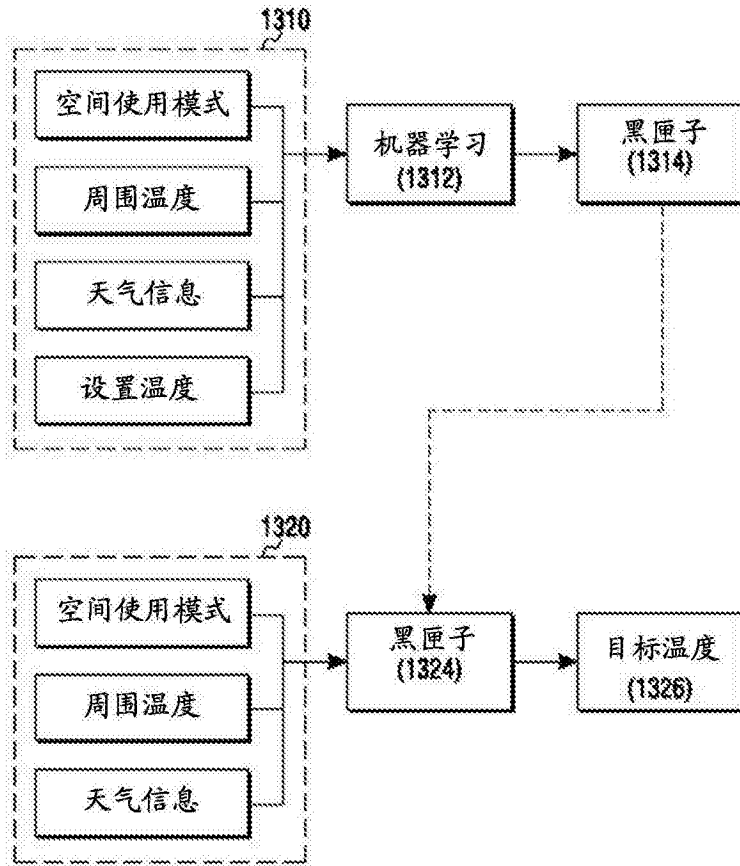 1310
空间使用模式
周围温度
天气信息
设置温度
机器学习
(1312)
黑匣子
(1314)
1320
空间使用模式
周围温度
天气信息
黑匣子
(1324)
目标温度
(1326)